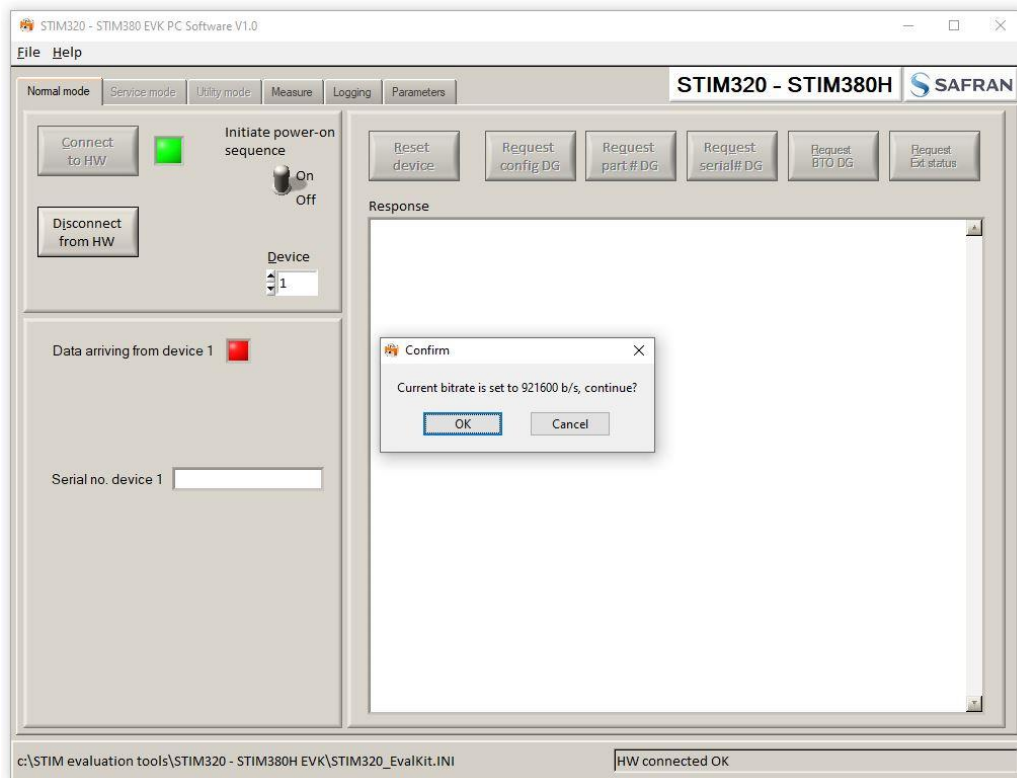 STIM320 - STIM380 EVK PC Software V1.0
File Help
Normal mode
Service mode
Utility mode
Measure
Logging
Parameters
STIM320 - STIM380H
SAFRAN
Connect
to HW
Initiate power-on
sequence
On
Off
Disconnect
from HW
Device
1
Reset
device
Request
config DG
Request
part # DG
Request
serial# DG
Request
BTO DG
Request
Ext status
Response
Data arriving from device 1
Serial no. device 1
Confirm
Current bitrate is set to 921600 b/s, continue?
OK
Cancel
c:\STIM evaluation tools\STIM320 - STIM380H EVK\STIM320_EvalKit.INI
HW connected OK